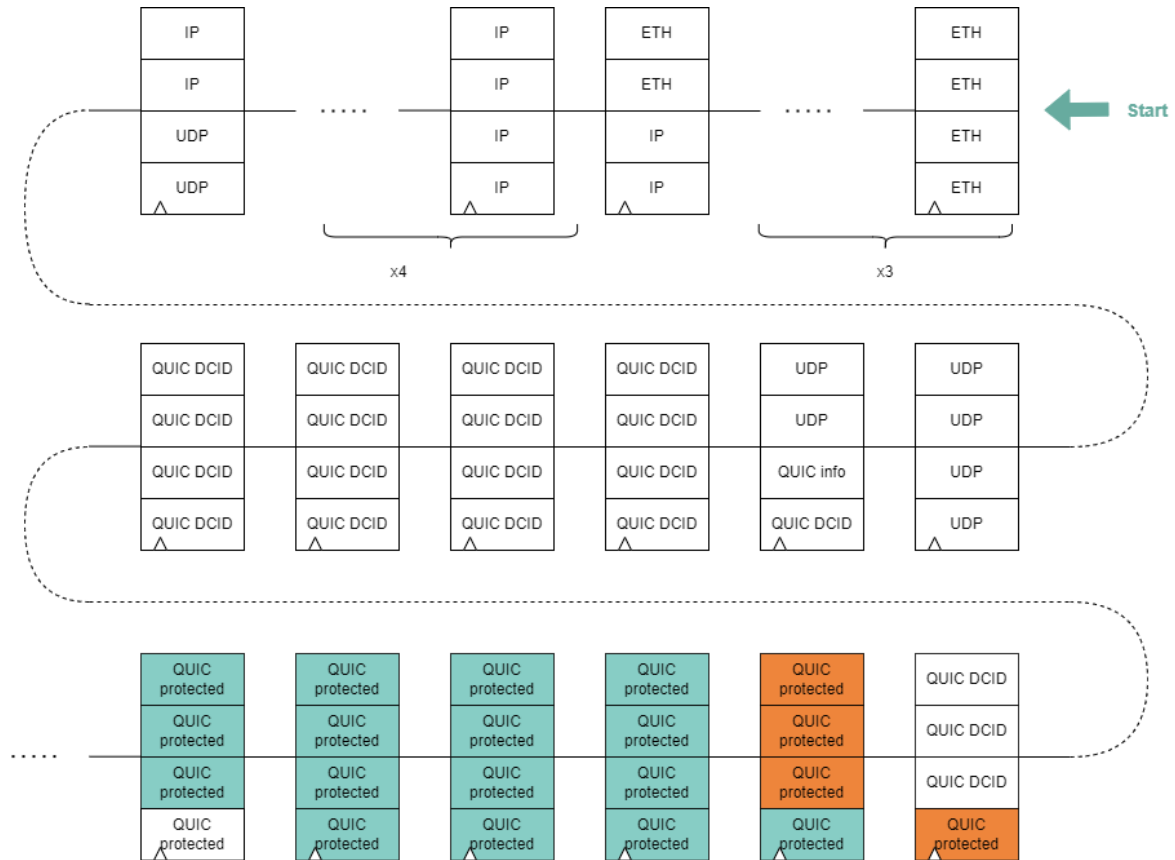 IP IP ETH ETH
IP IP ETH ETH
..... ..... Start
UDP IP IP ETH
UDP IP IP ETH
x4 x3
QUIC DCID QUIC DCID QUIC DCID QUIC DCID UDP UDP
QUIC DCID QUIC DCID QUIC DCID QUIC DCID UDP UDP
QUIC DCID QUIC DCID QUIC DCID QUIC DCID QUIC info UDP
QUIC DCID QUIC DCID QUIC DCID QUIC DCID QUIC DCID UDP
QUIC protected QUIC protected QUIC protected QUIC protected QUIC protected QUIC DCID
QUIC protected QUIC protected QUIC protected QUIC protected QUIC protected QUIC DCID
.....
QUIC protected QUIC protected QUIC protected QUIC protected QUIC protected QUIC DCID
QUIC protected QUIC protected QUIC protected QUIC protected QUIC protected QUIC protected